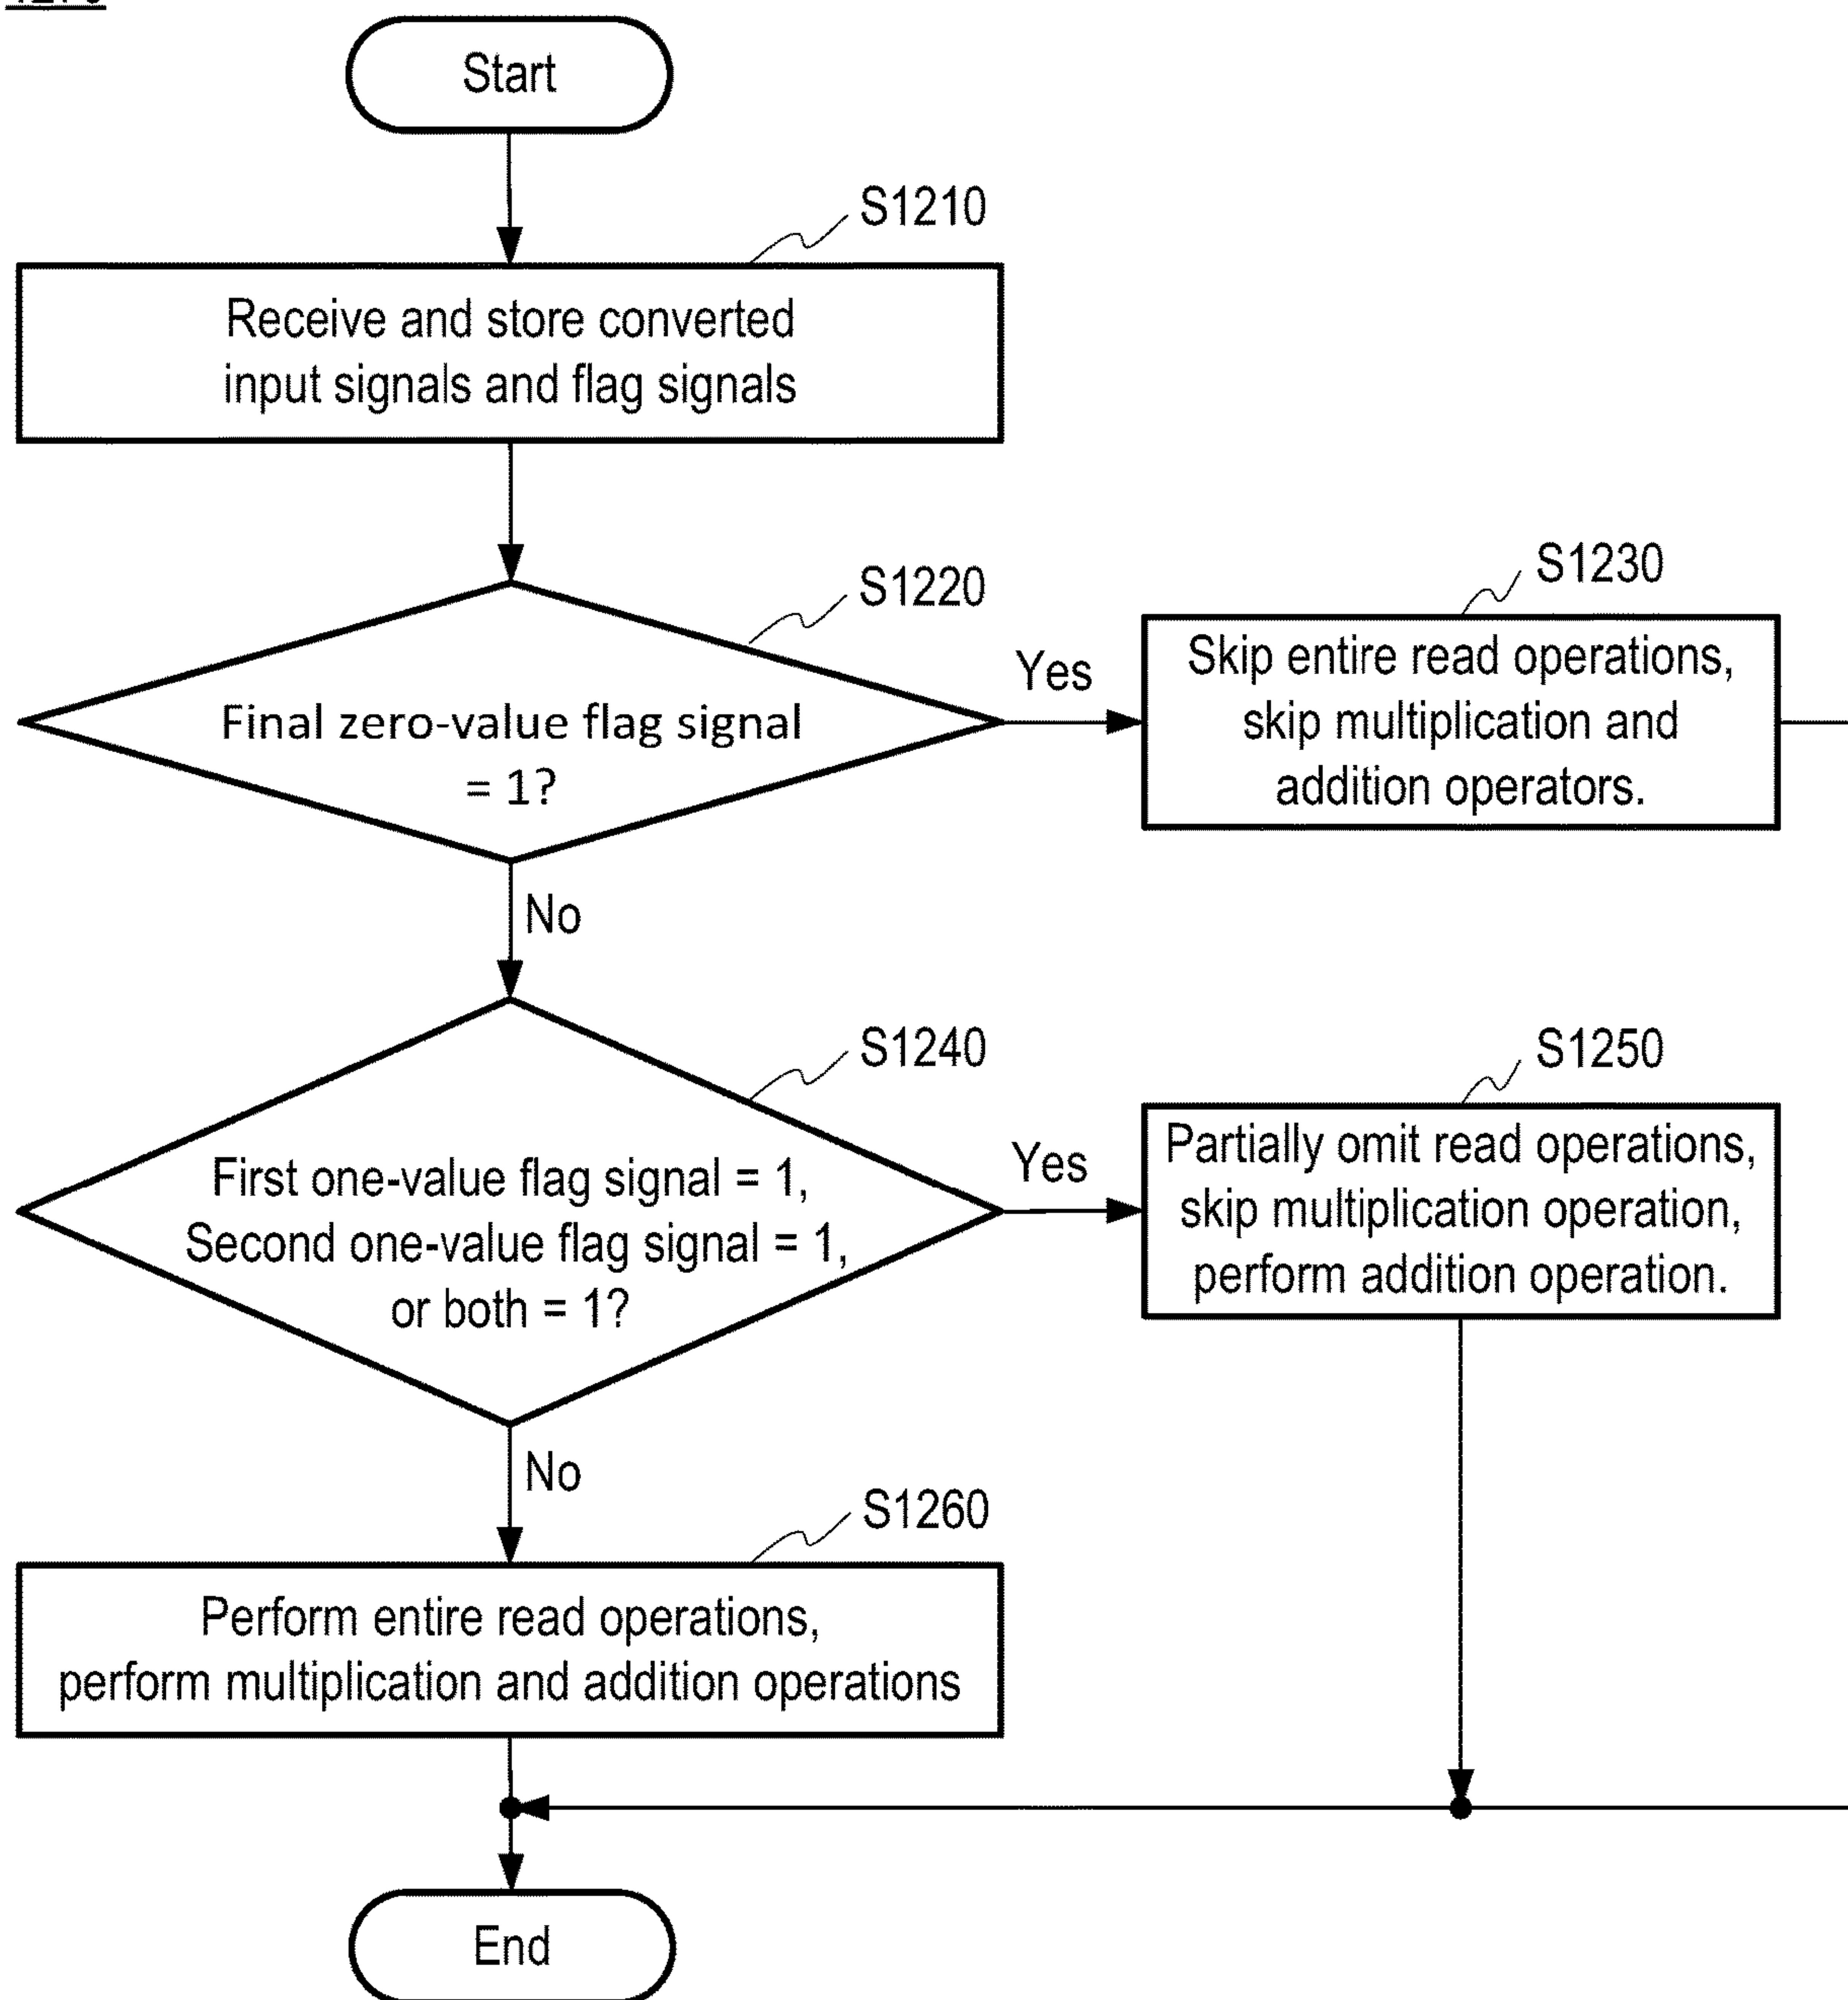 Start
S1210
Receive and store converted
input signals and flag signals
S1220
Final zero-value flag signal
= 1?
Yes
S1230
Skip entire read operations,
skip multiplication and
addition operators.
No
S1240
First one-value flag signal = 1,
Second one-value flag signal = 1,
or both = 1?
Yes
S1250
Partially omit read operations,
skip multiplication operation,
perform addition operation.
No
S1260
Perform entire read operations,
perform multiplication and addition operations
End